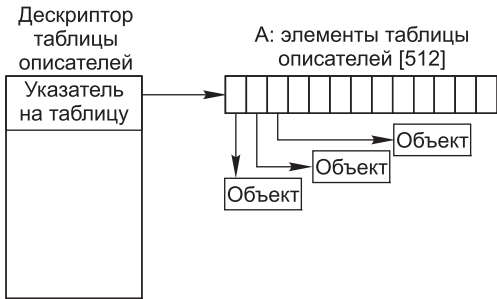 Дескриптор
таблицы
описателей
Указатель
на таблицу
А: элементы таблицы
описателей [512]
Объект
Объект
Объект